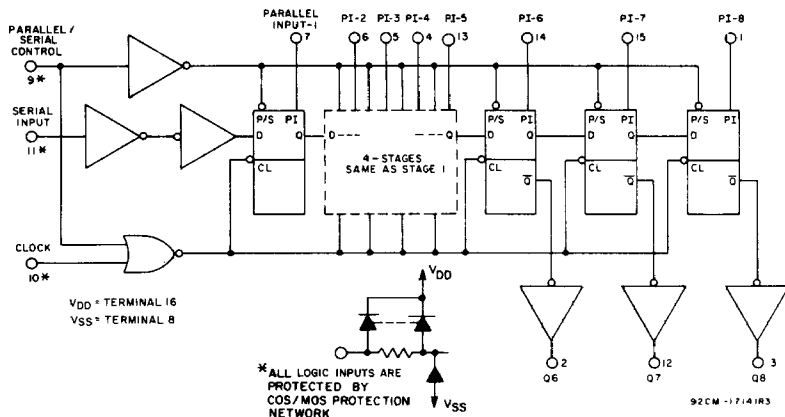 PARALLEL/
SERIAL
CONTROL
9*
PARALLEL
INPUT-1
7
PI-2
6
PI-3
5
PI-4
4
PI-5
13
PI-6
14
PI-7
15
PI-8
1
SERIAL
INPUT
11*
P/S PI
D Q
CL
D ---- ---- Q
4-STAGES
SAME AS STAGE 1
P/S PI
D Q
CL
Q̅
P/S PI
D Q
CL
Q̅
P/S PI
D
CL
Q̅
CLOCK
10*
VDD = TERMINAL 16
VSS = TERMINAL 8
VDD
VSS
*ALL LOGIC INPUTS ARE
PROTECTED BY
COS/MOS PROTECTION
NETWORK
2
Q6
12
Q7
3
Q8
92CM-17141R3